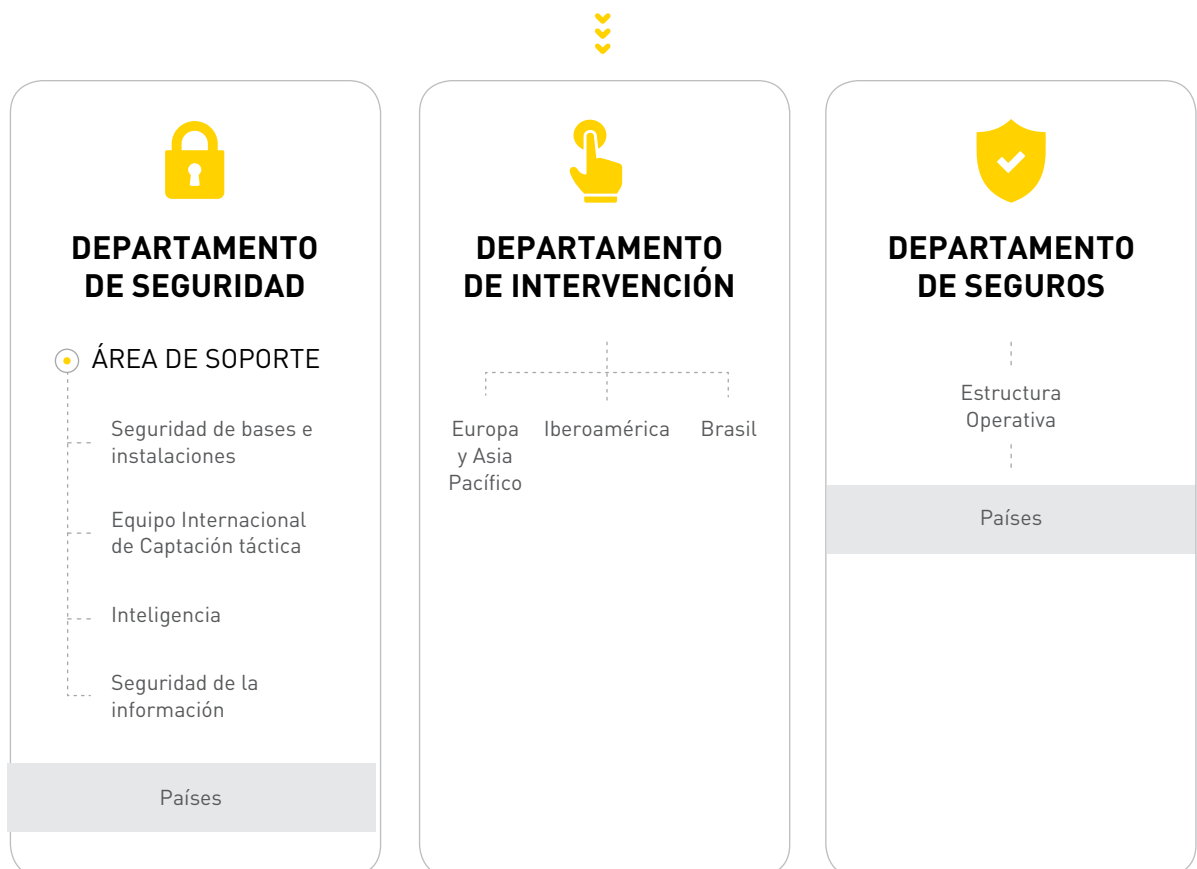 DEPARTAMENTO
DE SEGURIDAD
ÁREA DE SOPORTE
Seguridad de bases e
instalaciones
Equipo Internacional
de Captación táctica
Inteligencia
Seguridad de la
información
Países
DEPARTAMENTO
DE INTERVENCIÓN
Europa
y Asia
Pacífico
Iberoamérica
Brasil
DEPARTAMENTO
DE SEGUROS
Estructura
Operativa
Países